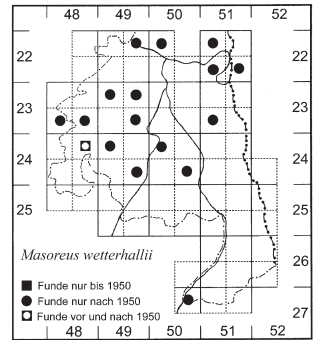 48 49 50 51 52
22 22
23 23
24 24
25 25
26
27
Masoreus wetterhallii
Funde nur bis 1950
Funde nur nach 1950
Funde vor und nach 1950
48 49 50 51 52